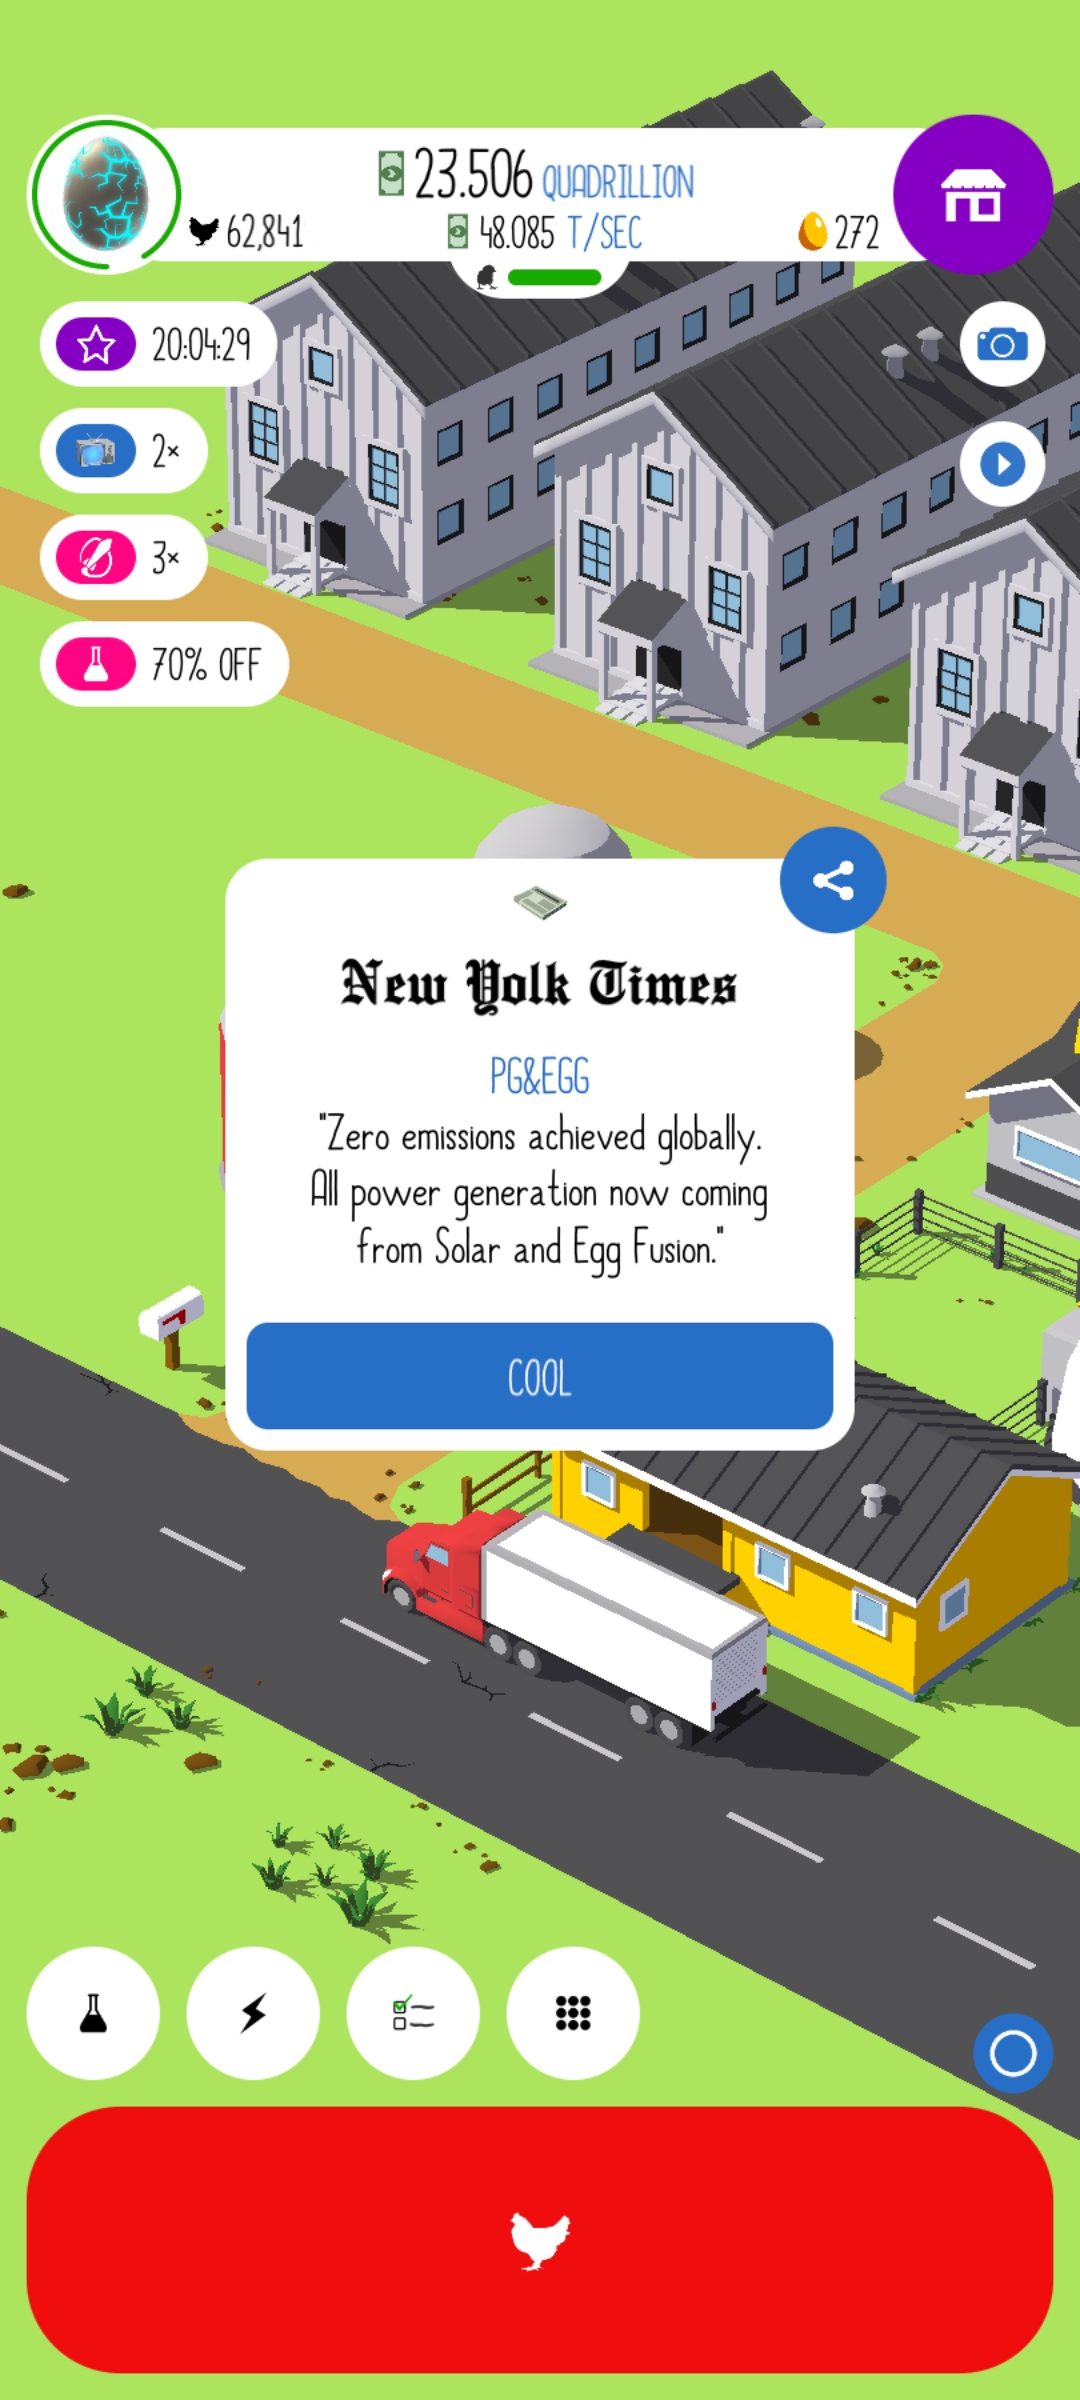 23.506 QUADRILLION
62,841
48.085 T/SEC
272
20:04:29
2×
3×
70% OFF
New Yolk Times
PG&EGG
"Zero emissions achieved globally.
All power generation now coming
from Solar and Egg Fusion."
COOL